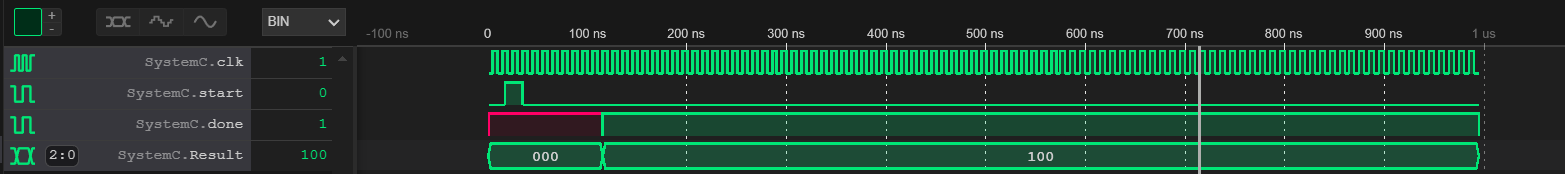 +
-
BIN
-100 ns 0 100 ns 200 ns 300 ns 400 ns 500 ns 600 ns 700 ns 800 ns 900 ns 1 us
SystemC.clk 1
SystemC.start 0
SystemC.done 1
2:0 SystemC.Result 100 000 100